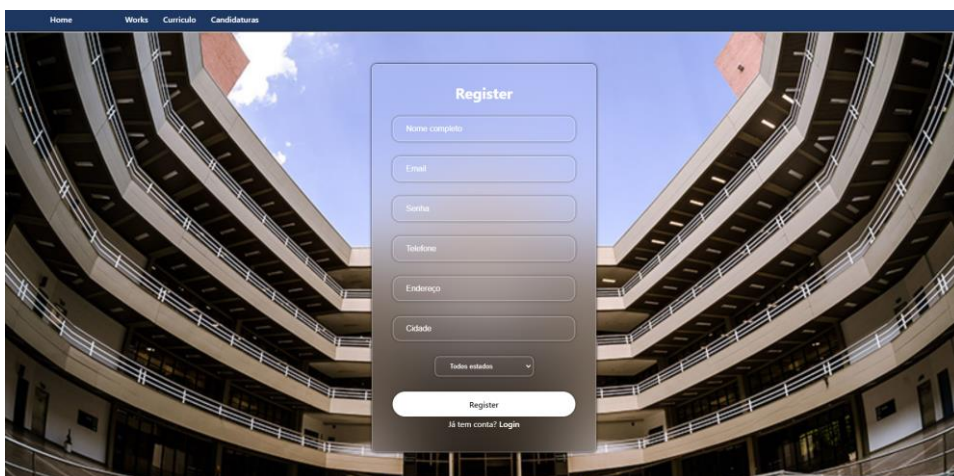 Home Works Curriculo Candidaturas
Register
Nome completo
Email
Senha
Telefone
Endereço
Cidade
Todos estados
Register
Já tem conta? Login